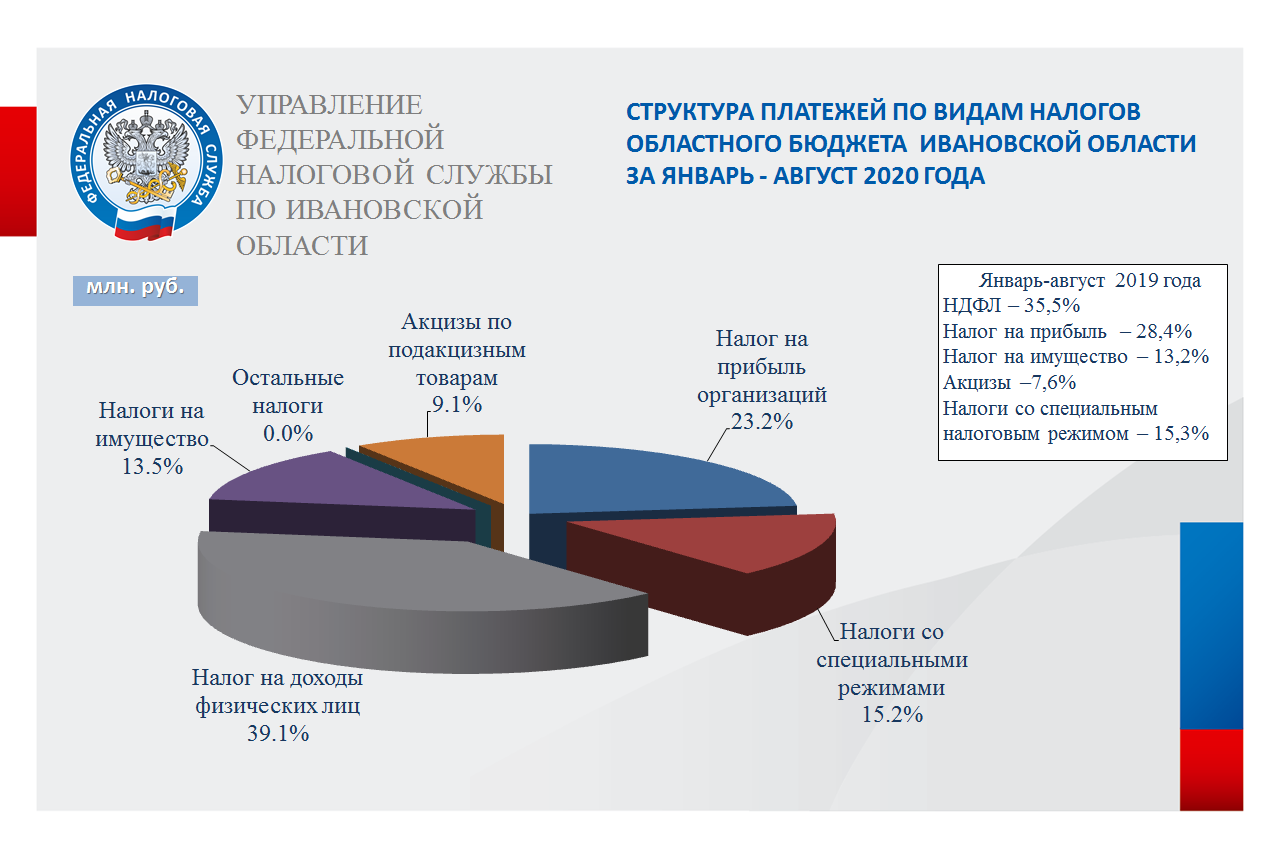 ФЕДЕРАЛЬНАЯ НАЛОГОВАЯ СЛУЖБА
УПРАВЛЕНИЕ
ФЕДЕРАЛЬНОЙ
НАЛОГОВОЙ СЛУЖБЫ
ПО ИВАНОВСКОЙ
ОБЛАСТИ
СТРУКТУРА ПЛАТЕЖЕЙ ПО ВИДАМ НАЛОГОВ
ОБЛАСТНОГО БЮДЖЕТА ИВАНОВСКОЙ ОБЛАСТИ
ЗА ЯНВАРЬ - АВГУСТ 2020 ГОДА
млн. руб.
Январь-август 2019 года
НДФЛ – 35,5%
Налог на прибыль – 28,4%
Налог на имущество – 13,2%
Акцизы –7,6%
Налоги со специальным
налоговым режимом – 15,3%
Акцизы по
подакцизным
товарам
9.1%
Налог на
прибыль
организаций
23.2%
Остальные
налоги
0.0%
Налоги на
имущество
13.5%
Налоги со
специальными
режимами
15.2%
Налог на доходы
физических лиц
39.1%